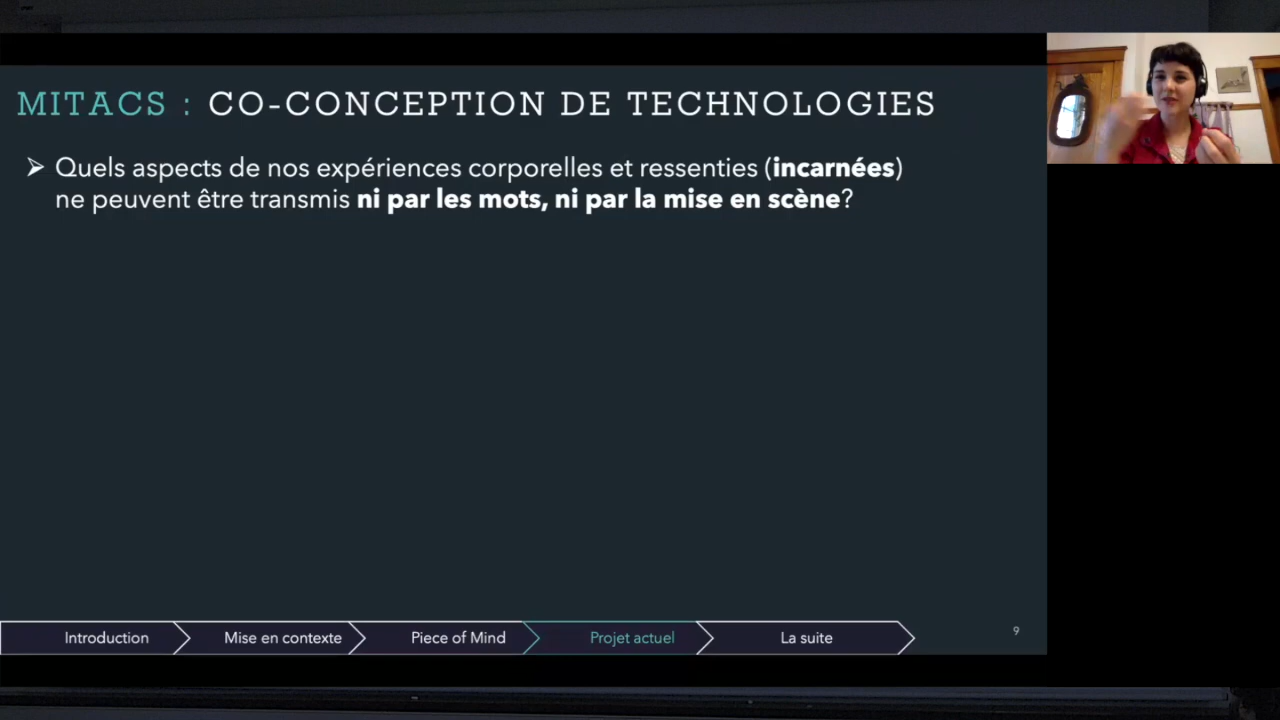 MITACS : CO-CONCEPTION DE TECHNOLOGIES
➢ Quels aspects de nos expériences corporelles et ressenties (incarnées)
ne peuvent être transmis ni par les mots, ni par la mise en scène?
Introduction
Mise en contexte
Piece of Mind
Projet actuel
La suite
9